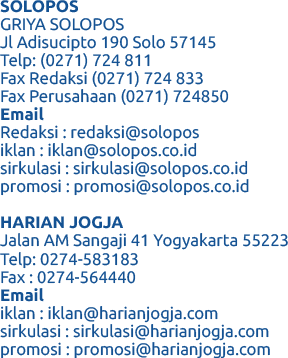 SOLOPOS
GRIYA SOLOPOS
Jl Adisucipto 190 Solo 57145
Telp: (0271) 724 811
Fax Redaksi (0271) 724 833
Fax Perusahaan (0271) 724850
Email
Redaksi : redaksi@solopos
iklan : iklan@solopos.co.id
sirkulasi : sirkulasi@solopos.co.id
promosi : promosi@solopos.co.id
HARIAN JOGJA
Jalan AM Sangaji 41 Yogyakarta 55223
Telp: 0274-583183
Fax : 0274-564440
Email
iklan : iklan@harianjogja.com
sirkulasi : sirkulasi@harianjogja.com
promosi : promosi@harianjogja.com